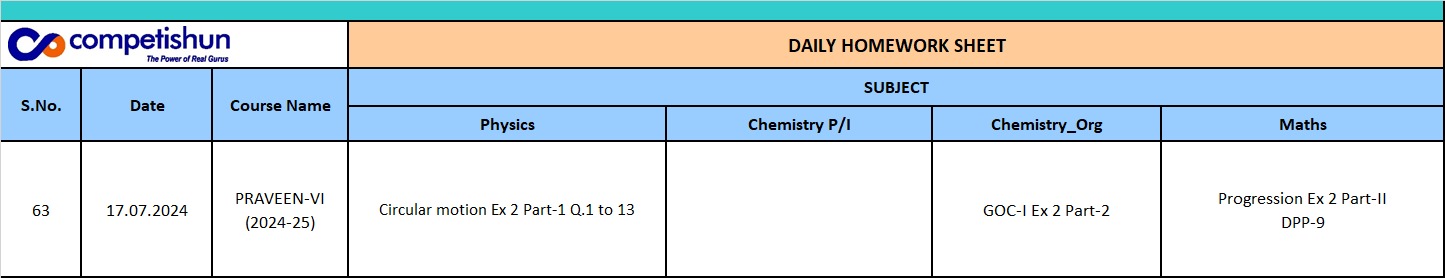 competishun
The Power of Real Gurus
DAILY HOMEWORK SHEET
S.No.
Date
Course Name
SUBJECT
Physics
Chemistry P/I
Chemistry_Org
Maths
63
17.07.2024
PRAVEEN-VI
(2024-25)
Circular motion Ex 2 Part-1 Q.1 to 13
GOC-I Ex 2 Part-2
Progression Ex 2 Part-II
DPP-9